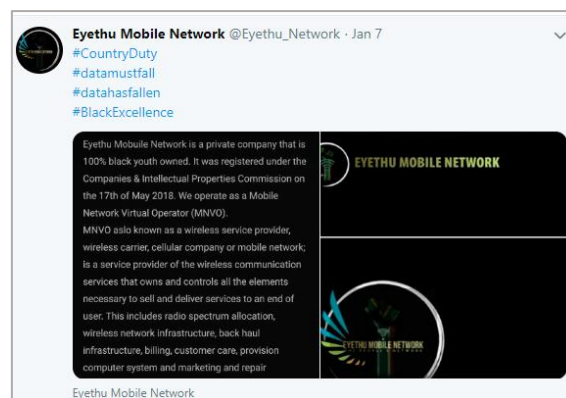 Eyethu Mobile Network @Eyethu_Network · Jan 7
#CountryDuty
#datamustfall
#datahasfallen
#BlackExcellence
Eyethu Mobuile Network is a private company that is
100% black youth owned. It was registered under the
Companies & Intellectual Properties Commission on
the 17th of May 2018. We operate as a Mobile
Network Virtual Operator (MNVO).
MNVO aslo known as a wireless service provider,
wireless carrier, cellular company or mobile network;
is a service provider of the wireless communication
services that owns and controls all the elements
necessary to sell and deliver services to an end of
user. This includes radio spectrum allocation,
wireless network infrastructure, back haul
infrastructure, billing, customer care, provision
computer system and marketing and repair
EYETHU MOBILE NETWORK
EYETHU MOBILE NETWORK
Eyethu Mobile Network